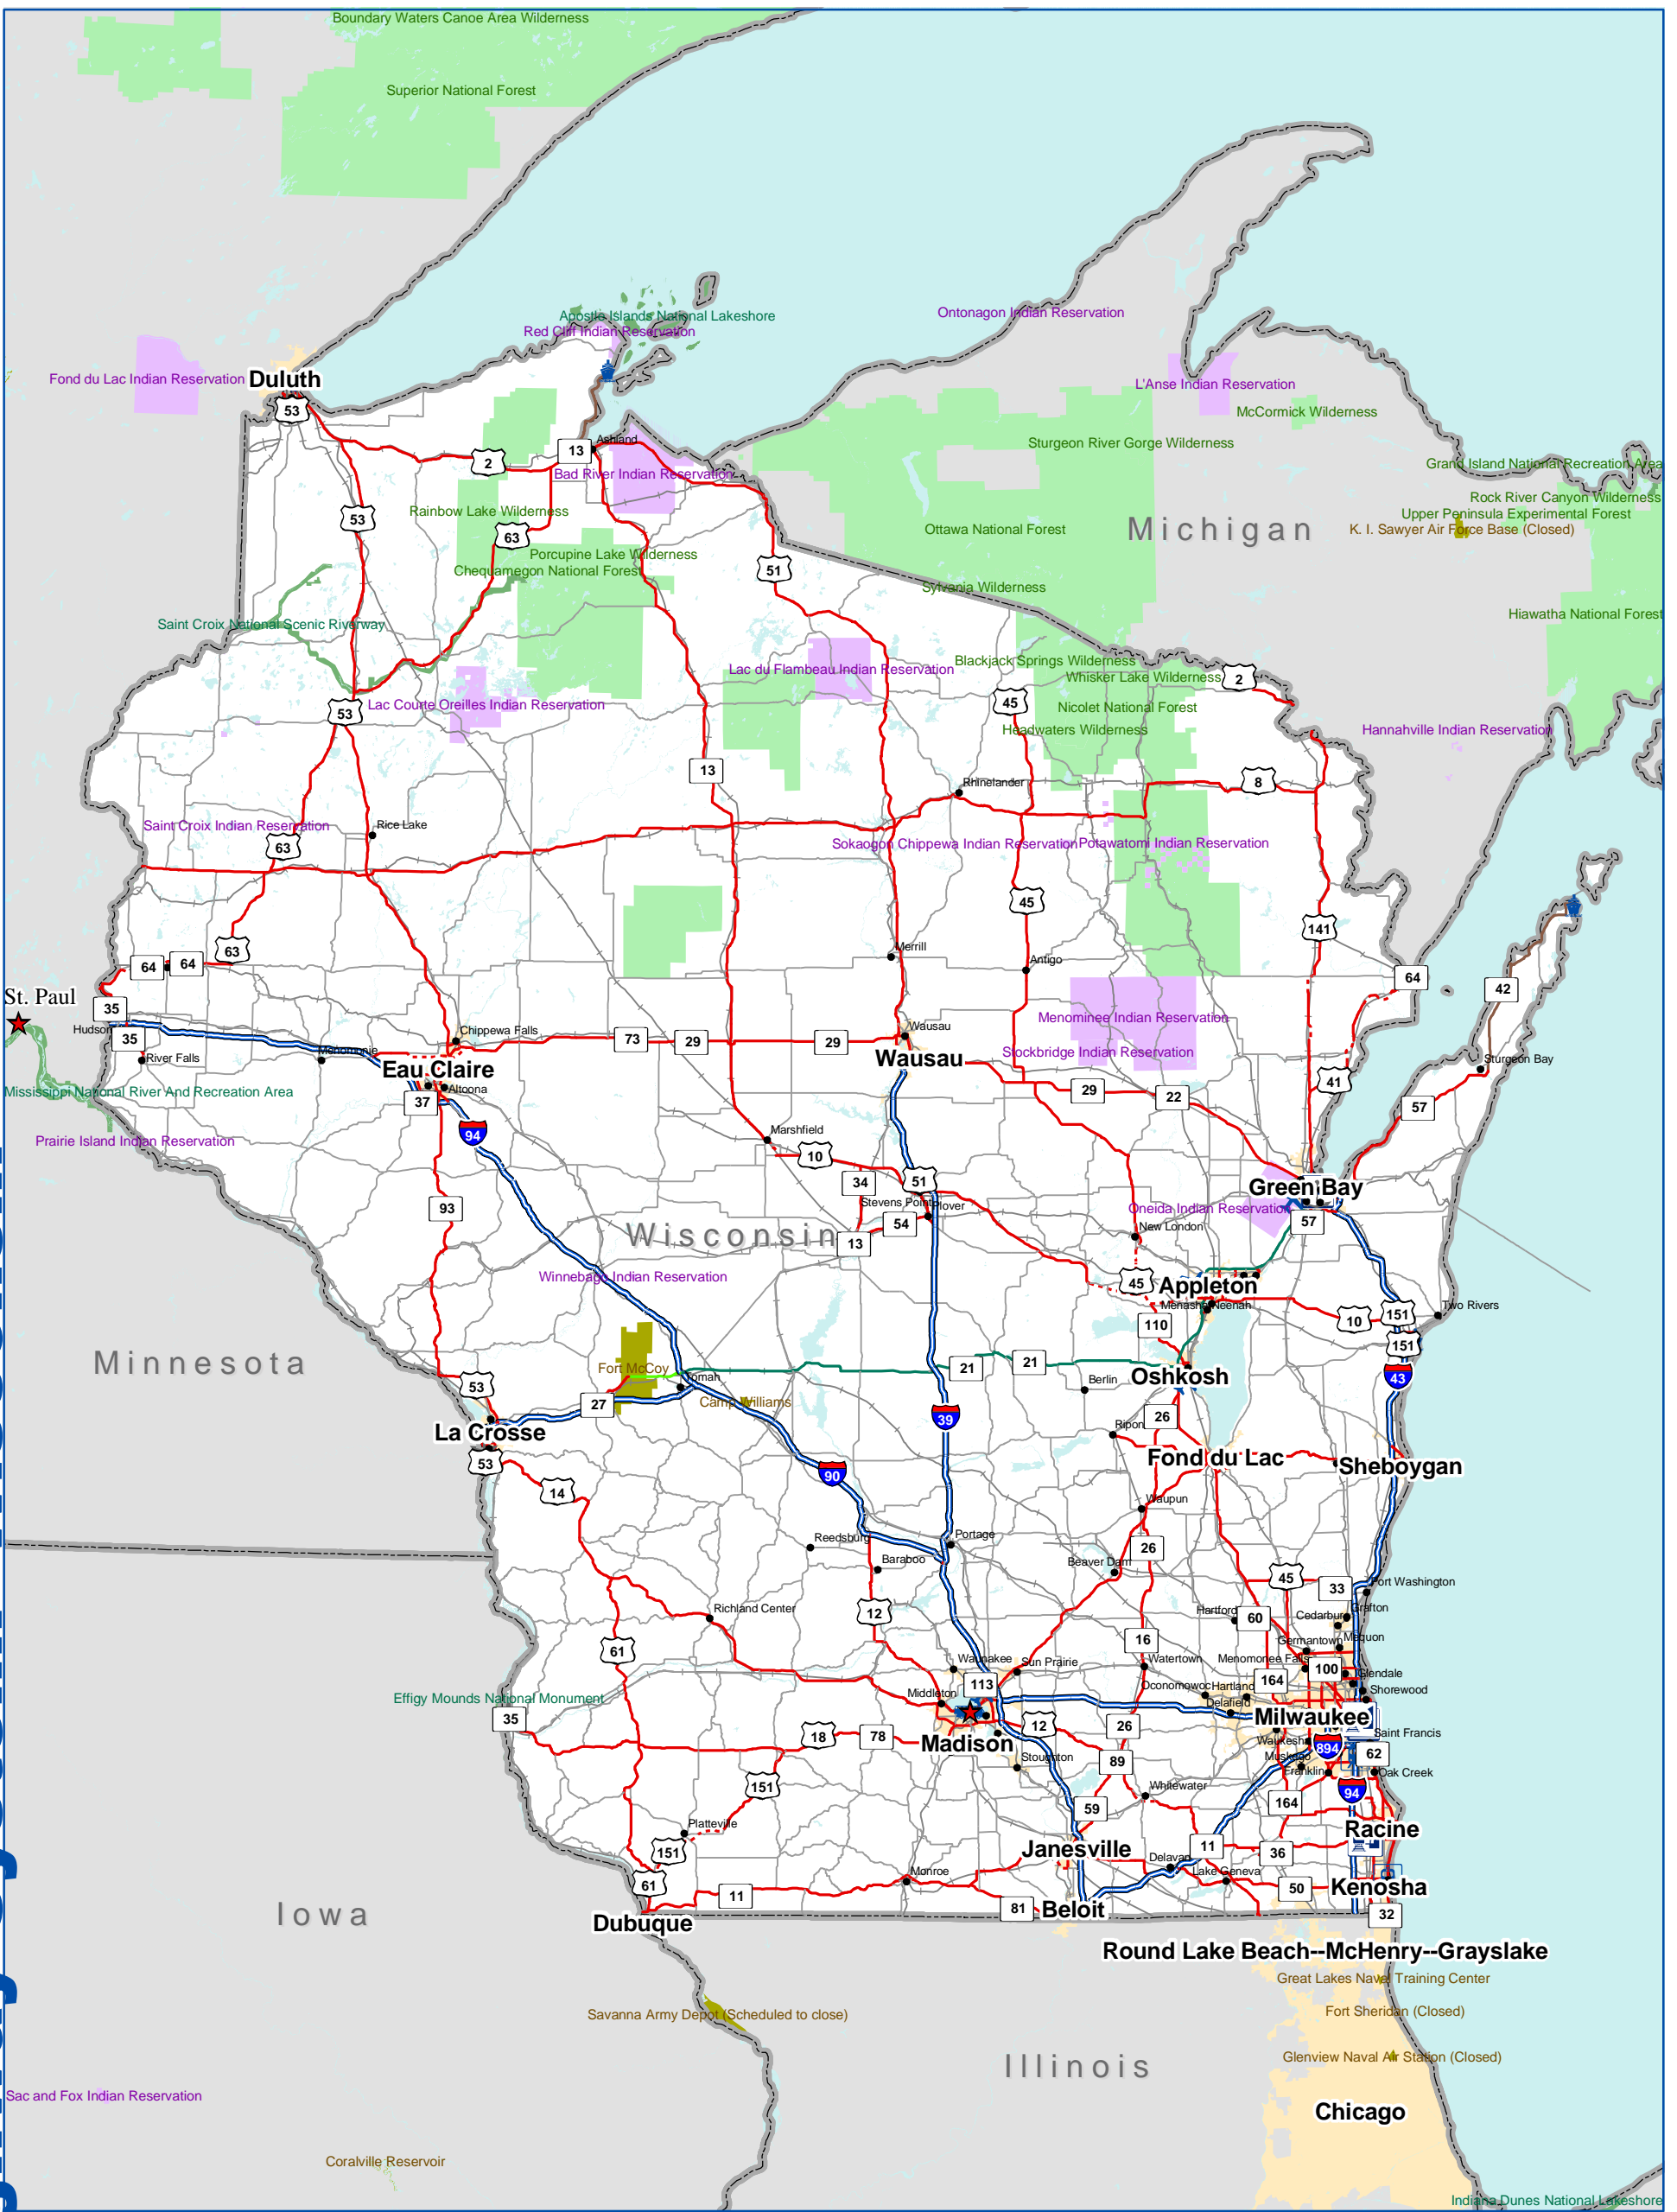 Boundary Waters Canoe Area Wilderness
Superior National Forest
Apostle Islands National Lakeshore
Red Cliff Indian Reservation
Ontonagon Indian Reservation
Fond du Lac Indian Reservation
Duluth
L'Anse Indian Reservation
McCormick Wilderness
53
Ashland
13
2
Sturgeon River Gorge Wilderness
Grand Island National Recreation Area
Bad River Indian Reservation
Rock River Canyon Wilderness
Rainbow Lake Wilderness
Upper Peninsula Experimental Forest
53
63
Ottawa National Forest
Michigan
K. I. Sawyer Air Force Base (Closed)
Porcupine Lake Wilderness
Chequamegon National Forest
51
Sylvania Wilderness
Hiawatha National Forest
Saint Croix National Scenic Riverway
Blackjack Springs Wilderness
Lac du Flambeau Indian Reservation
Whisker Lake Wilderness
2
Lac Courte Oreilles Indian Reservation
53
45
Nicolet National Forest
Headwaters Wilderness
Hannahville Indian Reservation
13
Rhinelander
8
Saint Croix Indian Reservation
Rice Lake
63
Sokaogon Chippewa Indian Reservation
Potawatomi Indian Reservation
45
141
63
64
64
Merrill
Antigo
64
42
St. Paul
35
Hudson
35
Menominee Indian Reservation
River Falls
Menomonie
Chippewa Falls
73
29
29
Wausau
Wausau
Stockbridge Indian Reservation
Sturgeon Bay
Eau Claire
Altoona
37
41
Mississippi National River And Recreation Area
29
22
57
Prairie Island Indian Reservation
94
Marshfield
10
34
51
Green Bay
93
Stevens Point
Plover
54
Oneida Indian Reservation
57
Wisconsin
13
New London
Winnebago Indian Reservation
45
Appleton
Menasha
Neenah
Two Rivers
110
10
151
151
Minnesota
Fort McCoy
21
21
Tomah
Oshkosh
43
53
Berlin
27
Camp Williams
39
26
La Crosse
Ripon
53
90
Fond du Lac
Sheboygan
14
Waupun
Reedsburg
Portage
26
Baraboo
Beaver Dam
45
33
Port Washington
Richland Center
12
Hartford
60
Cedarburg
Grafton
61
16
Germantown
Mequon
Waunakee
Sun Prairie
Watertown
Menomonee Falls
100
Glendale
113
164
Middleton
Oconomowoc
Hartland
Shorewood
Effigy Mounds National Monument
Delafield
35
Milwaukee
18
78
Madison
12
26
Waukesha
894
Saint Francis
62
Stoughton
89
Muskego
Franklin
Oak Creek
151
Whitewater
94
59
164
Platteville
Racine
151
Janesville
11
36
Delavan
Monroe
Lake Geneva
61
11
50
Kenosha
81
Beloit
32
Iowa
Dubuque
Round Lake Beach--McHenry--Grayslake
Great Lakes Naval Training Center
Savanna Army Depot (Scheduled to close)
Fort Sheridan (Closed)
Illinois
Glenview Naval Air Station (Closed)
Sac and Fox Indian Reservation
Chicago
Coralville Reservoir
Indiana Dunes National Lakeshore